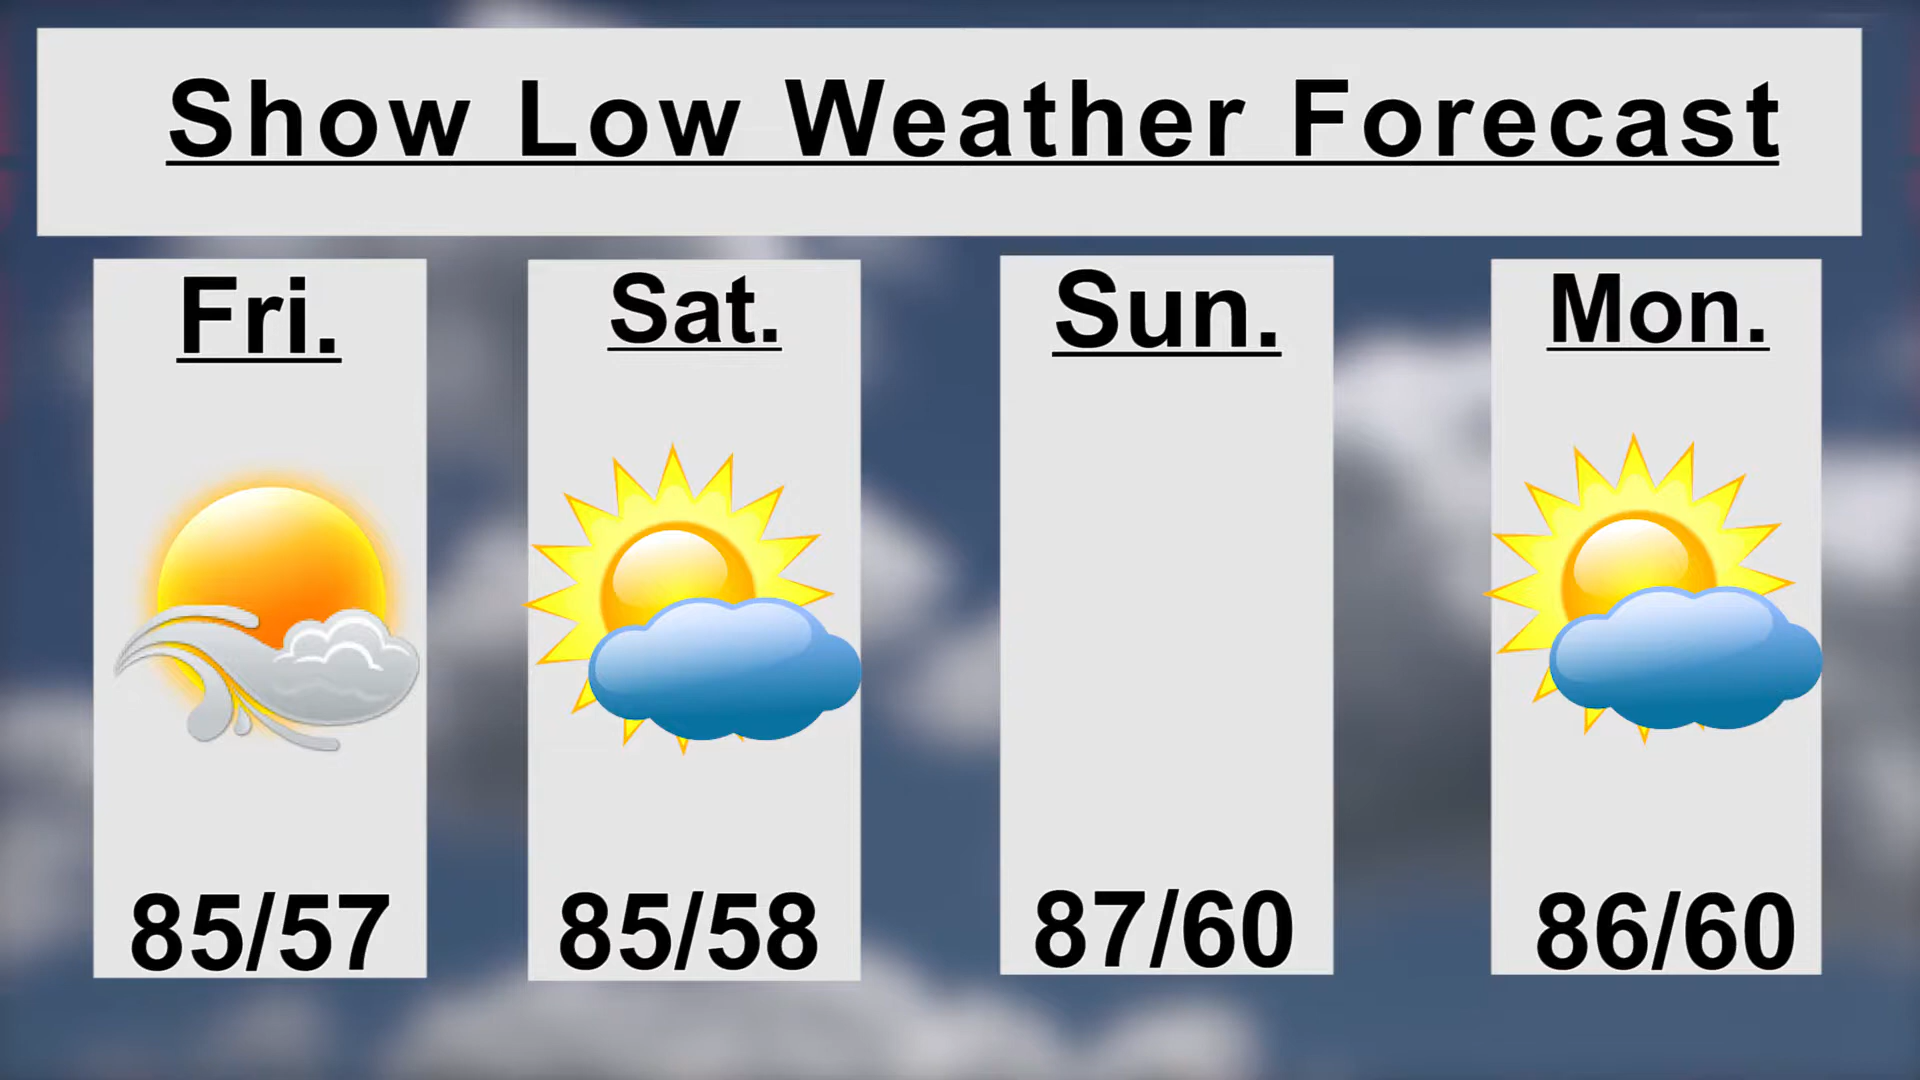 Show Low Weather Forecast
Fri.
85/57
Sat.
85/58
Sun.
87/60
Mon.
86/60